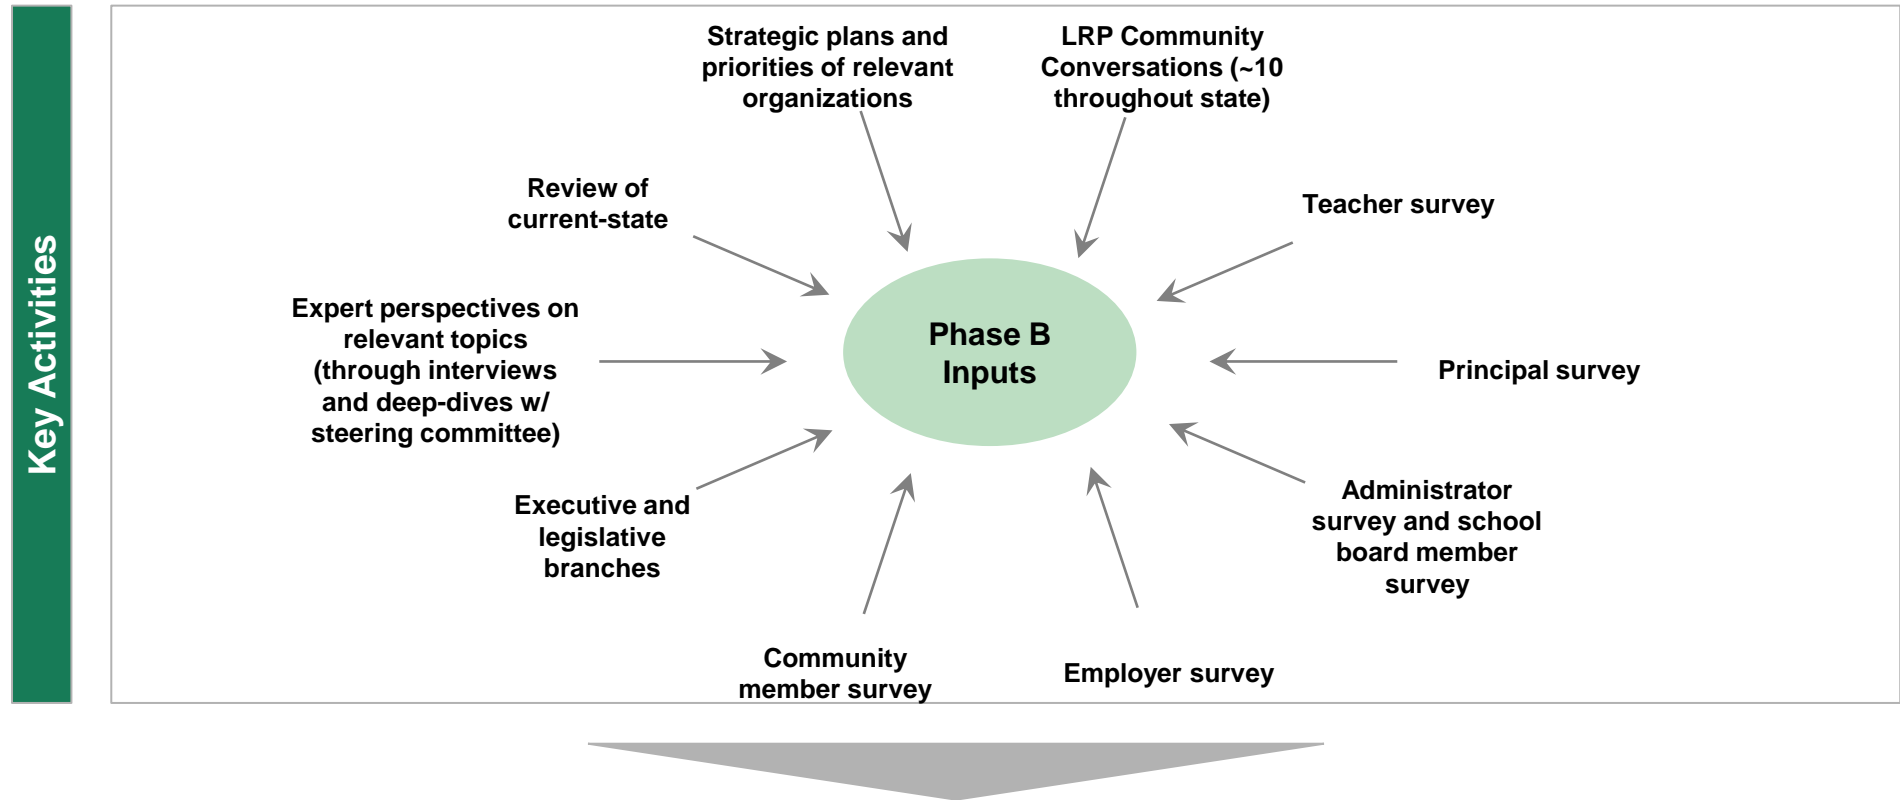 Key Activities
Strategic plans and
priorities of relevant
organizations
LRP Community
Conversations (~10
throughout state)
Review of
current-state
Teacher survey
Expert perspectives on
relevant topics
(through interviews
and deep-dives w/
steering committee)
Phase B
Inputs
Principal survey
Executive and
legislative
branches
Administrator
survey and school
board member
survey
Community
member survey
Employer survey